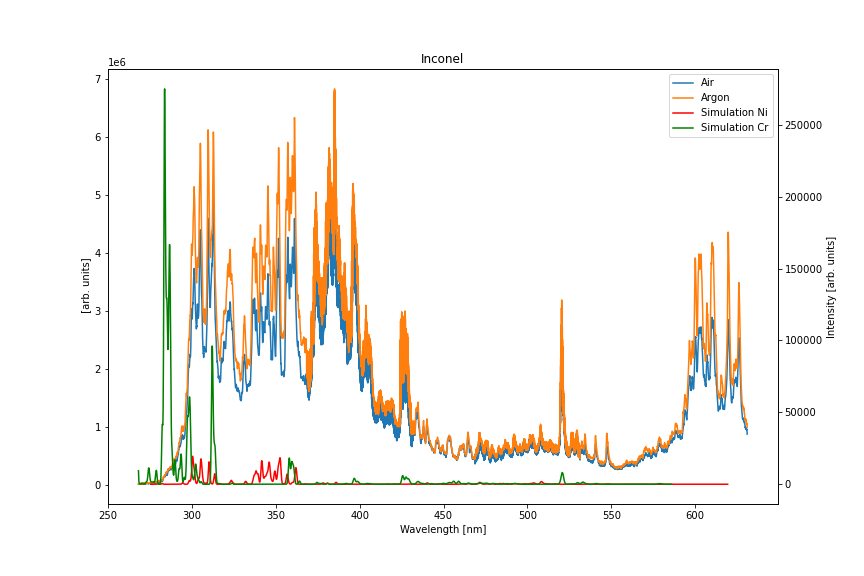 Inconel
1e6
7
6
5
4
3
2
1
0
[arb. units]
250
300
350
400
450
500
550
600
Wavelength [nm]
250000
200000
150000
100000
50000
0
Intensity [arb. units]
Air
Argon
Simulation Ni
Simulation Cr